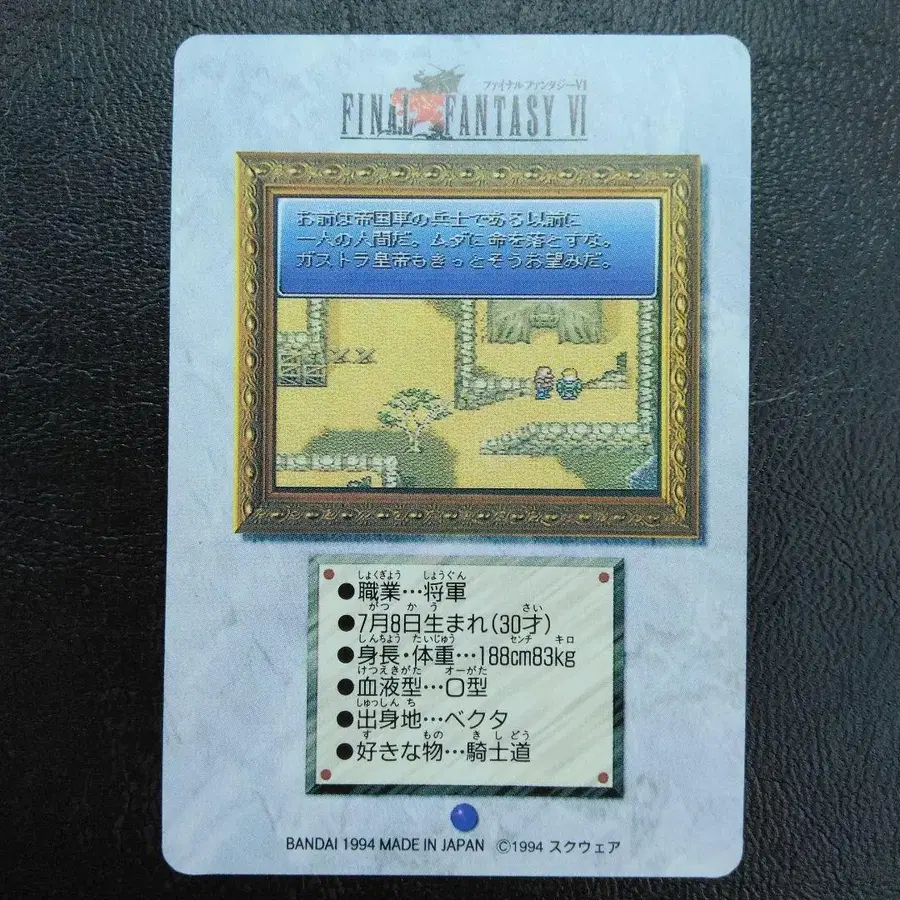 ファイナルファンタジーVI
FINAL FANTASY VI
お前は帝国軍の兵士である以前に
一人の人間だ。ムダに命を落とすな。
ガストラ皇帝もきっとそうお望みだ。
しょくぎょう しょうぐん
●職業…将軍
がつ か う さい
●7月8日生まれ(30才)
しんちょう たいじゅう センチ キロ
●身長・体重…188cm83kg
けつえきがた オーがた
●血液型…O型
しゅっしん ち
●出身地…ベクタ
す もの き し どう
●好きな物…騎士道
BANDAI 1994 MADE IN JAPAN ©1994 スクウェア